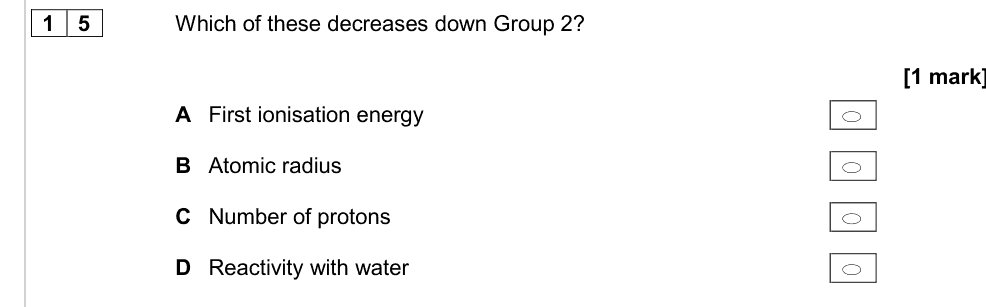 1 5 Which of these decreases down Group 2?
[1 mark]
A First ionisation energy
B Atomic radius
C Number of protons
D Reactivity with water